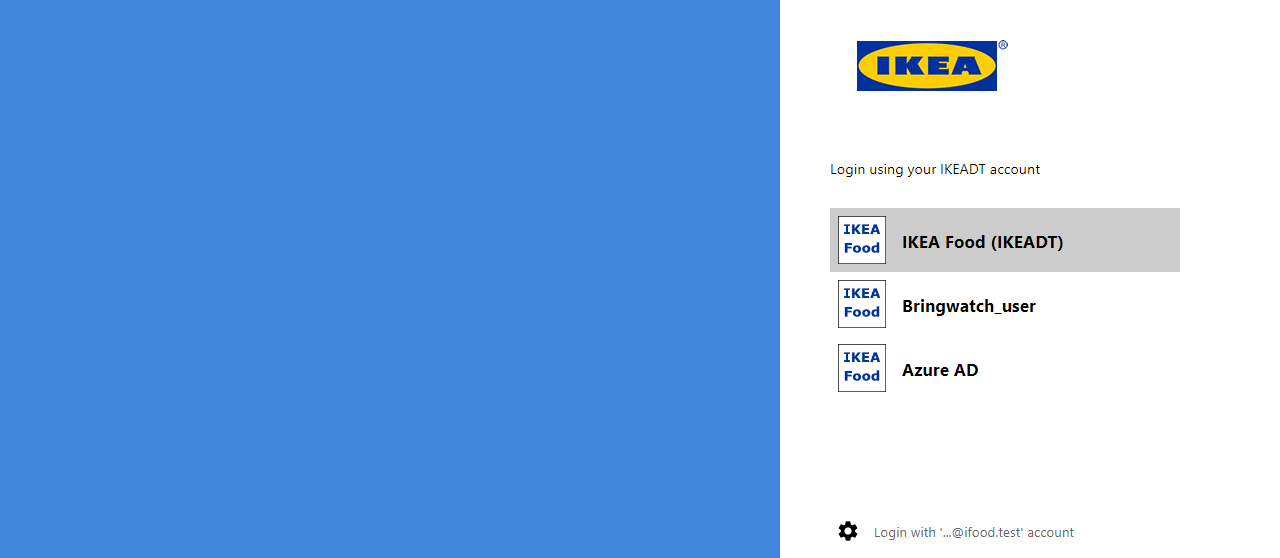 IKEA®
Login using your IKEADT account
IKEA
Food
IKEA Food (IKEADT)
IKEA
Food
Bringwatch_user
IKEA
Food
Azure AD
Login with '...@ifood.test' account